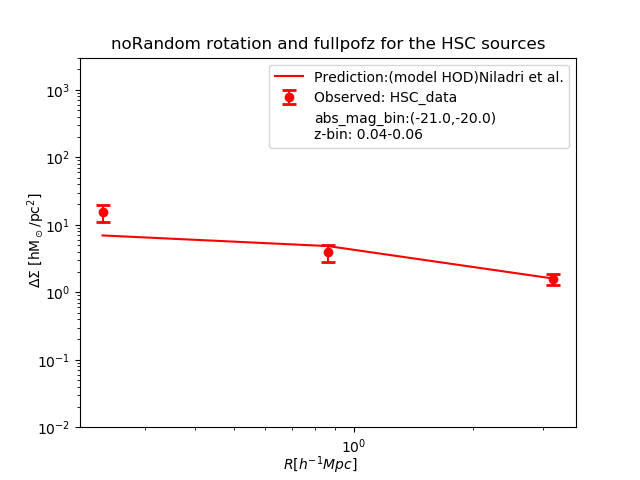 noRandom rotation and fullpofz for the HSC sources
Prediction:(model HOD)Niladri et al.
Observed: HSC_data
abs_mag_bin:(-21.0,-20.0)
z-bin: 0.04-0.06
ΔΣ [hM⊙/pc²]
10³
10²
10¹
10⁰
10⁻¹
10⁻²
10⁰
R[h⁻¹Mpc]